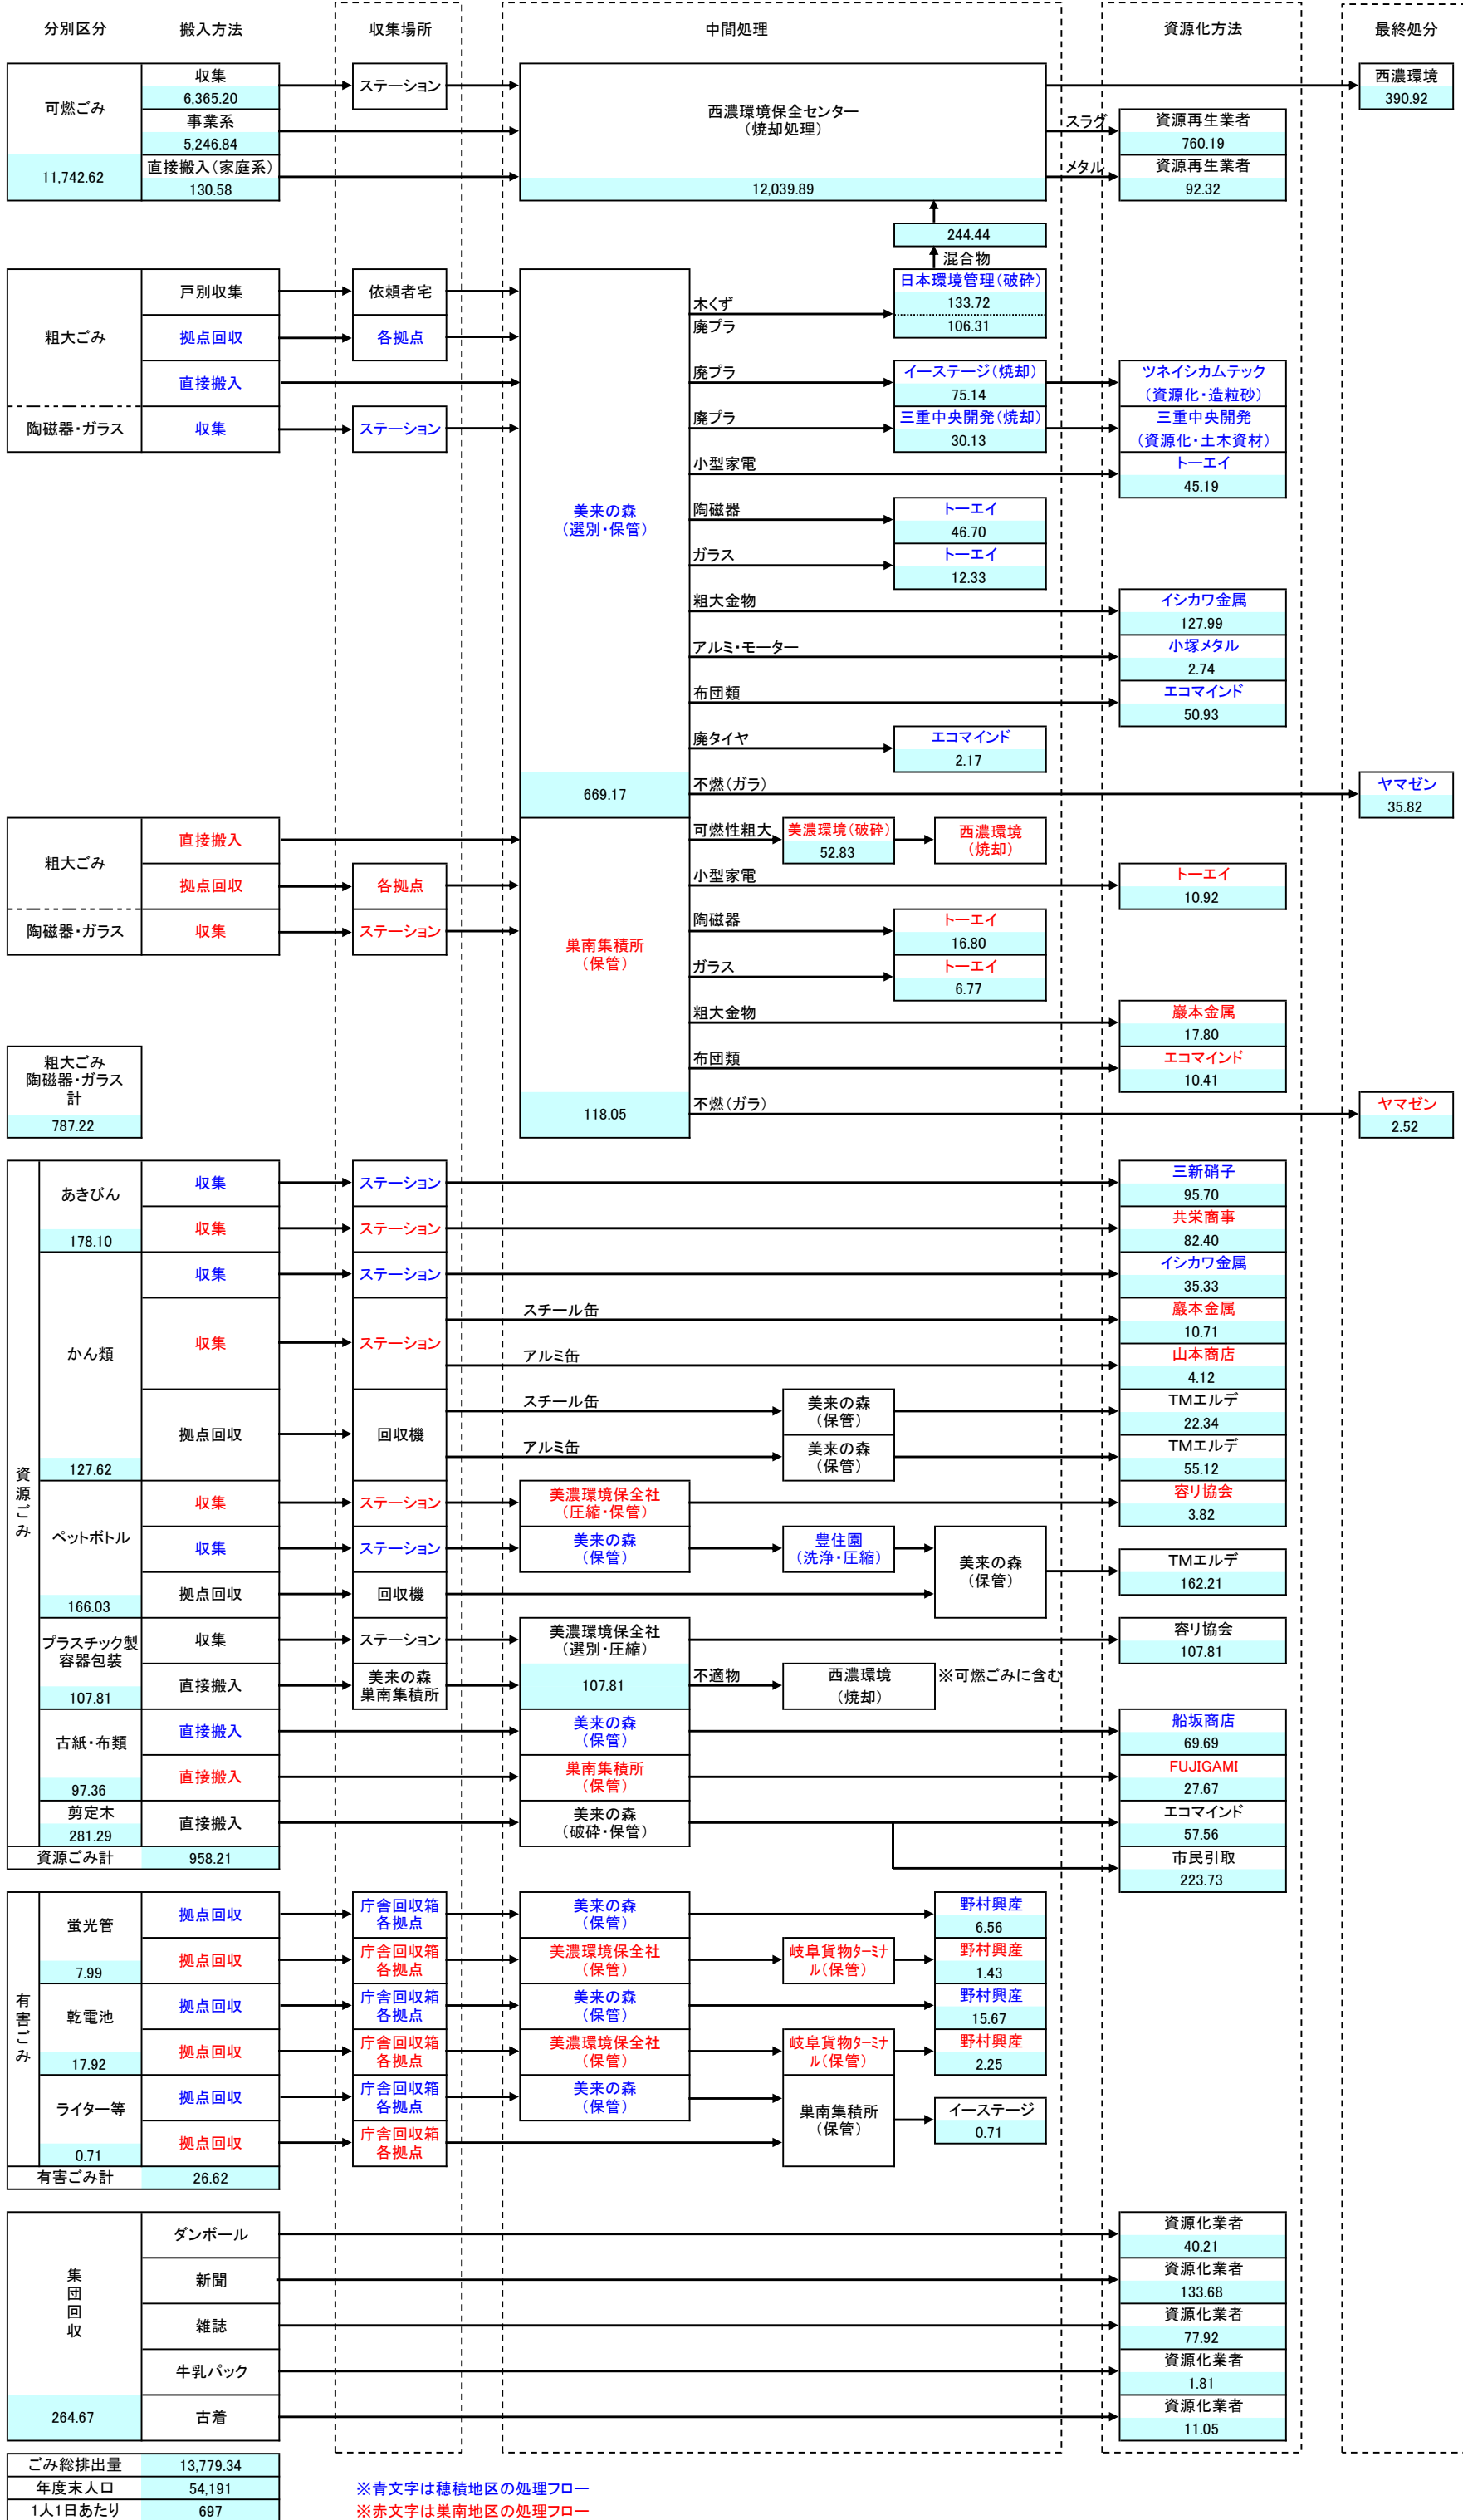 分別区分 搬入方法 収集場所 中間処理 資源化方法 最終処分
可燃ごみ
11,742.62
収集
6,365.20
事業系
5,246.84
直接搬入(家庭系)
130.58
ステーション
西濃環境保全センター
(焼却処理)
12,039.89
スラグ
メタル
資源再生業者
760.19
資源再生業者
92.32
西濃環境
390.92
244.44
混合物
粗大ごみ
陶磁器・ガラス
戸別収集
拠点回収
直接搬入
収集
依頼者宅
各拠点
ステーション
美来の森
(選別・保管)
669.17
木くず
廃プラ
日本環境管理(破砕)
133.72
106.31
廃プラ
イーステージ(焼却)
75.14
ツネイシカムテック
(資源化・造粒砂)
廃プラ
三重中央開発(焼却)
30.13
三重中央開発
(資源化・土木資材)
小型家電
トーエイ
45.19
陶磁器
トーエイ
46.70
ガラス
トーエイ
12.33
粗大金物
イシカワ金属
127.99
アルミ・モーター
小塚メタル
2.74
布団類
エコマインド
50.93
廃タイヤ
エコマインド
2.17
不燃(ガラ)
ヤマゼン
35.82
粗大ごみ
陶磁器・ガラス
直接搬入
拠点回収
収集
各拠点
ステーション
巣南集積所
(保管)
118.05
可燃性粗大
美濃環境(破砕)
52.83
西濃環境
(焼却)
小型家電
トーエイ
10.92
陶磁器
トーエイ
16.80
ガラス
トーエイ
6.77
粗大金物
巌本金属
17.80
布団類
エコマインド
10.41
不燃(ガラ)
ヤマゼン
2.52
粗大ごみ
陶磁器・ガラス
計
787.22
資源ごみ
あきびん
178.10
収集
ステーション
三新硝子
95.70
収集
ステーション
共栄商事
82.40
かん類
127.62
収集
ステーション
イシカワ金属
35.33
収集
ステーション
スチール缶
巌本金属
10.71
アルミ缶
山本商店
4.12
拠点回収
回収機
スチール缶
美来の森
(保管)
TMエルデ
22.34
アルミ缶
美来の森
(保管)
TMエルデ
55.12
ペットボトル
166.03
収集
ステーション
美濃環境保全社
(圧縮・保管)
容リ協会
3.82
収集
ステーション
美来の森
(保管)
豊住園
(洗浄・圧縮)
美来の森
(保管)
TMエルデ
162.21
拠点回収
回収機
プラスチック製
容器包装
107.81
収集
ステーション
美濃環境保全社
(選別・圧縮)
107.81
容リ協会
107.81
直接搬入
美来の森
巣南集積所
不適物
西濃環境
(焼却)
※可燃ごみに含む
古紙・布類
97.36
直接搬入
美来の森
(保管)
船坂商店
69.69
直接搬入
巣南集積所
(保管)
FUJIGAMI
27.67
剪定木
281.29
直接搬入
美来の森
(破砕・保管)
エコマインド
57.56
市民引取
223.73
資源ごみ計 958.21
有害ごみ
蛍光管
7.99
拠点回収
庁舎回収箱
各拠点
美来の森
(保管)
野村興産
6.56
拠点回収
庁舎回収箱
各拠点
美濃環境保全社
(保管)
岐阜貨物ターミナ
ル(保管)
野村興産
1.43
乾電池
17.92
拠点回収
庁舎回収箱
各拠点
美来の森
(保管)
野村興産
15.67
拠点回収
庁舎回収箱
各拠点
美濃環境保全社
(保管)
岐阜貨物ターミナ
ル(保管)
野村興産
2.25
ライター等
0.71
拠点回収
庁舎回収箱
各拠点
美来の森
(保管)
巣南集積所
(保管)
イーステージ
0.71
拠点回収
庁舎回収箱
各拠点
有害ごみ計 26.62
集団回収
264.67
ダンボール
資源化業者
40.21
新聞
資源化業者
133.68
雑誌
資源化業者
77.92
牛乳パック
資源化業者
1.81
古着
資源化業者
11.05
ごみ総排出量 13,779.34
年度末人口 54,191
1人1日あたり 697
※青文字は穂積地区の処理フロー
※赤文字は巣南地区の処理フロー